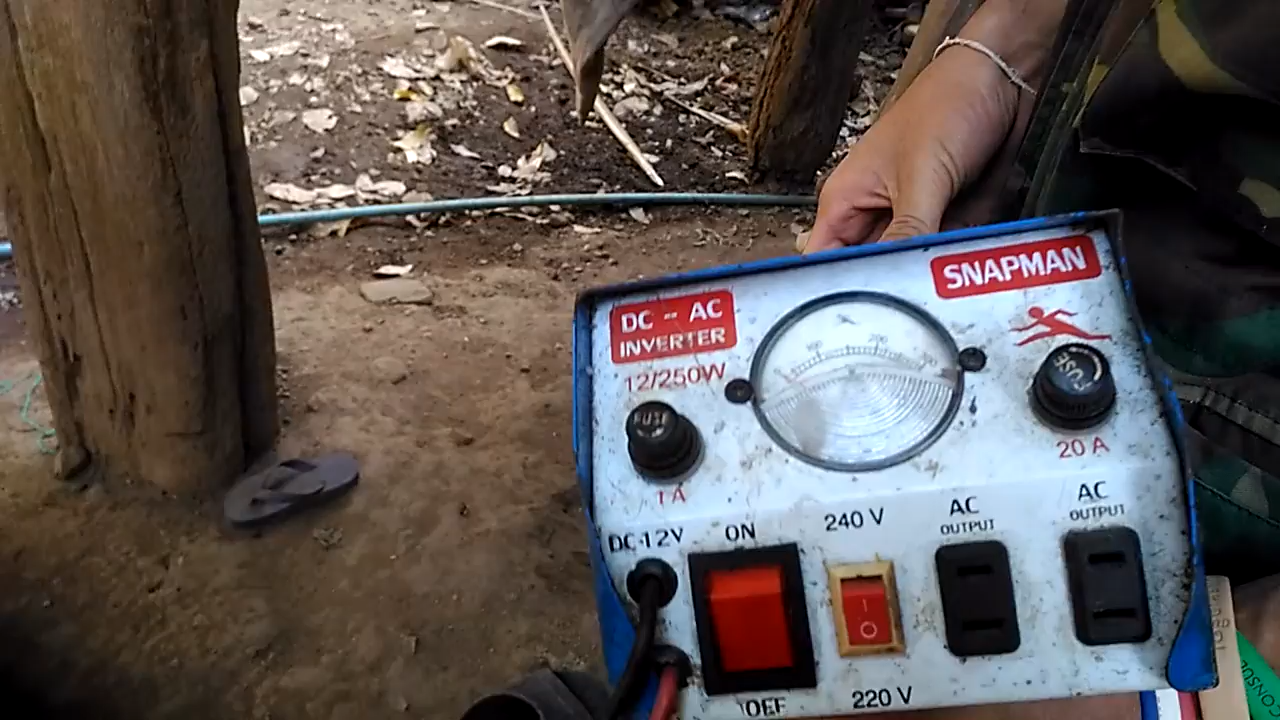 DC - AC
INVERTER
12/250W
SNAPMAN
FUSE
1 A
FUSE
20 A
DC-12V
ON
OFF
240 V
I
O
220 V
AC
OUTPUT
AC
OUTPUT
CONSUL